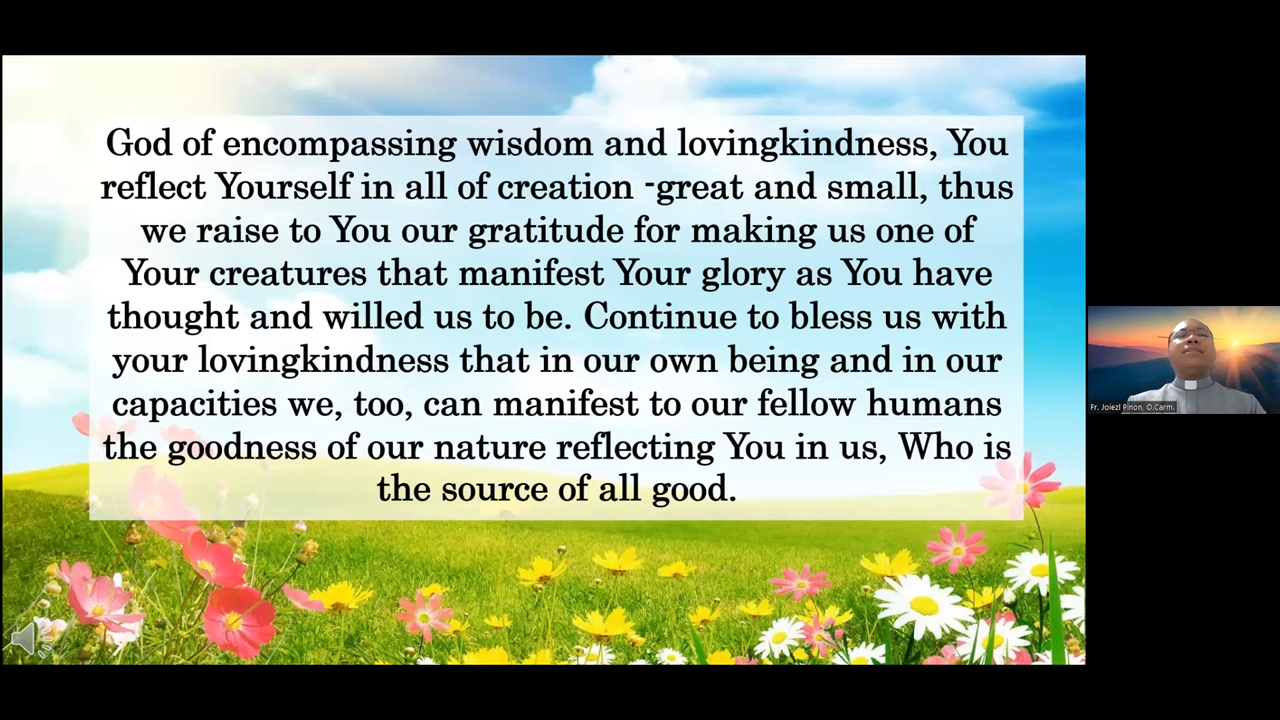 God of encompassing wisdom and lovingkindness, You
reflect Yourself in all of creation -great and small, thus
we raise to You our gratitude for making us one of
Your creatures that manifest Your glory as You have
thought and willed us to be. Continue to bless us with
your lovingkindness that in our own being and in our
capacities we, too, can manifest to our fellow humans
the goodness of our nature reflecting You in us, Who is
the source of all good.
Fr. Joiezl Pinon, O.Carm.